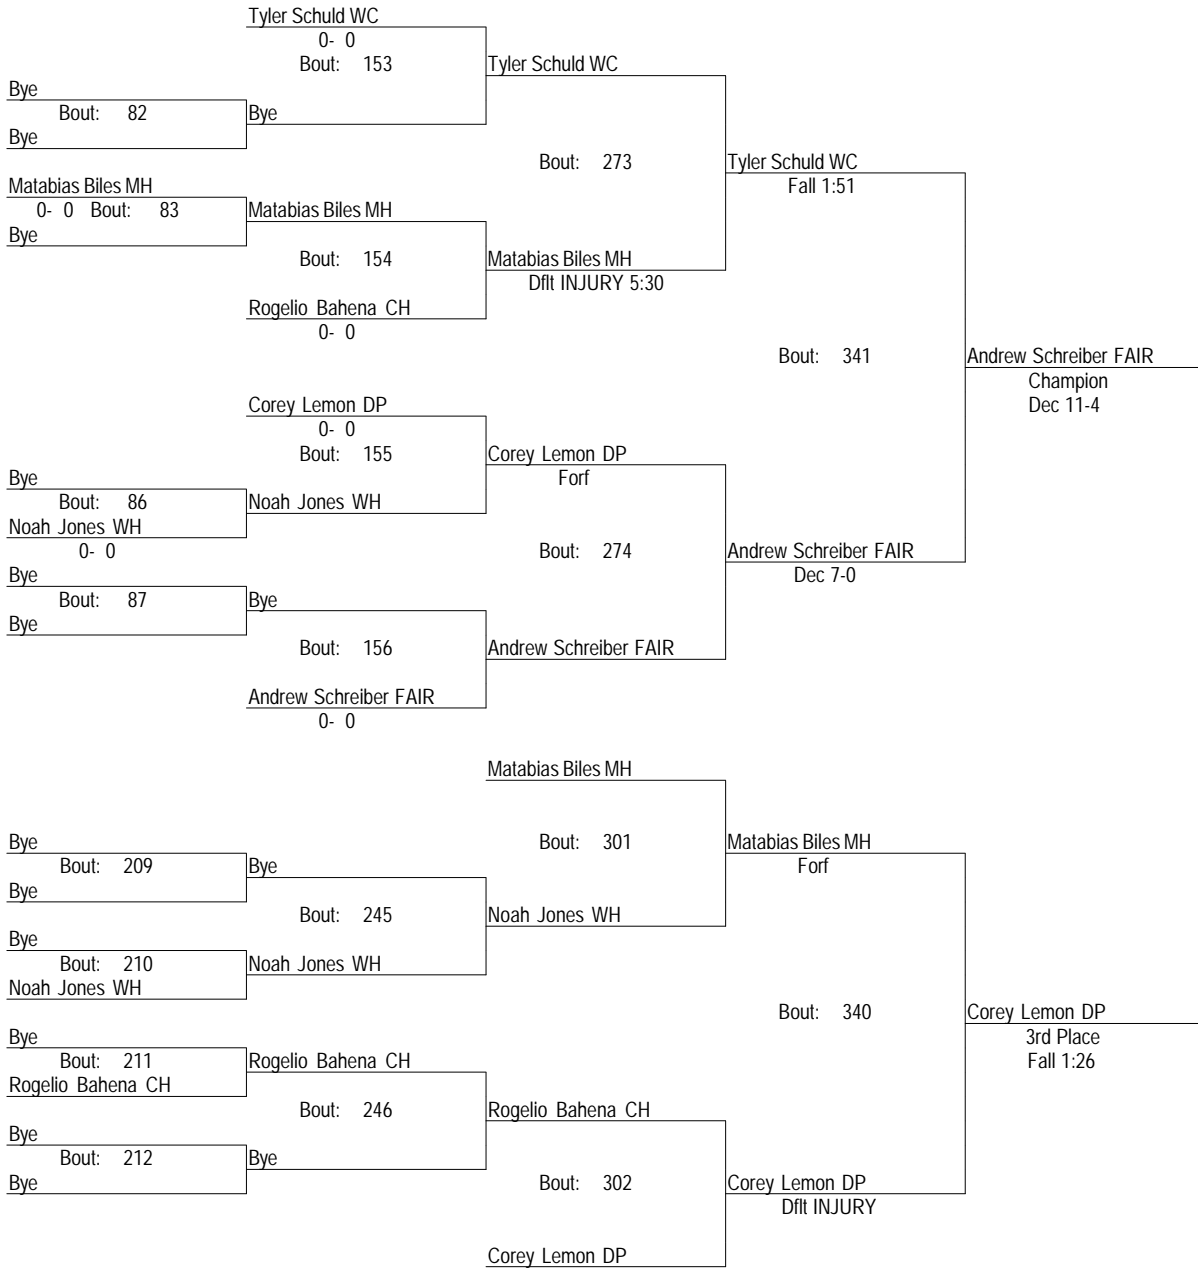 Tyler Schuld WC
0- 0
Bout: 153
Tyler Schuld WC
Bye
Bout: 82
Bye
Bye
Bout: 273
Tyler Schuld WC
Fall 1:51
Matabias Biles MH
0- 0 Bout: 83
Matabias Biles MH
Bye
Bout: 154
Matabias Biles MH
Dflt INJURY 5:30
Rogelio Bahena CH
0- 0
Bout: 341
Andrew Schreiber FAIR
Champion
Dec 11-4
Corey Lemon DP
0- 0
Bout: 155
Corey Lemon DP
Forf
Bye
Bout: 86
Noah Jones WH
Noah Jones WH
0- 0
Bout: 274
Andrew Schreiber FAIR
Dec 7-0
Bye
Bout: 87
Bye
Bye
Bout: 156
Andrew Schreiber FAIR
Andrew Schreiber FAIR
0- 0
Matabias Biles MH
Bye
Bout: 209
Bye
Bye
Bout: 301
Matabias Biles MH
Forf
Bout: 245
Noah Jones WH
Bye
Bout: 210
Noah Jones WH
Noah Jones WH
Bout: 340
Corey Lemon DP
3rd Place
Fall 1:26
Bye
Bout: 211
Rogelio Bahena CH
Rogelio Bahena CH
Bout: 246
Rogelio Bahena CH
Bye
Bout: 212
Bye
Bye
Bout: 302
Corey Lemon DP
Dflt INJURY
Corey Lemon DP